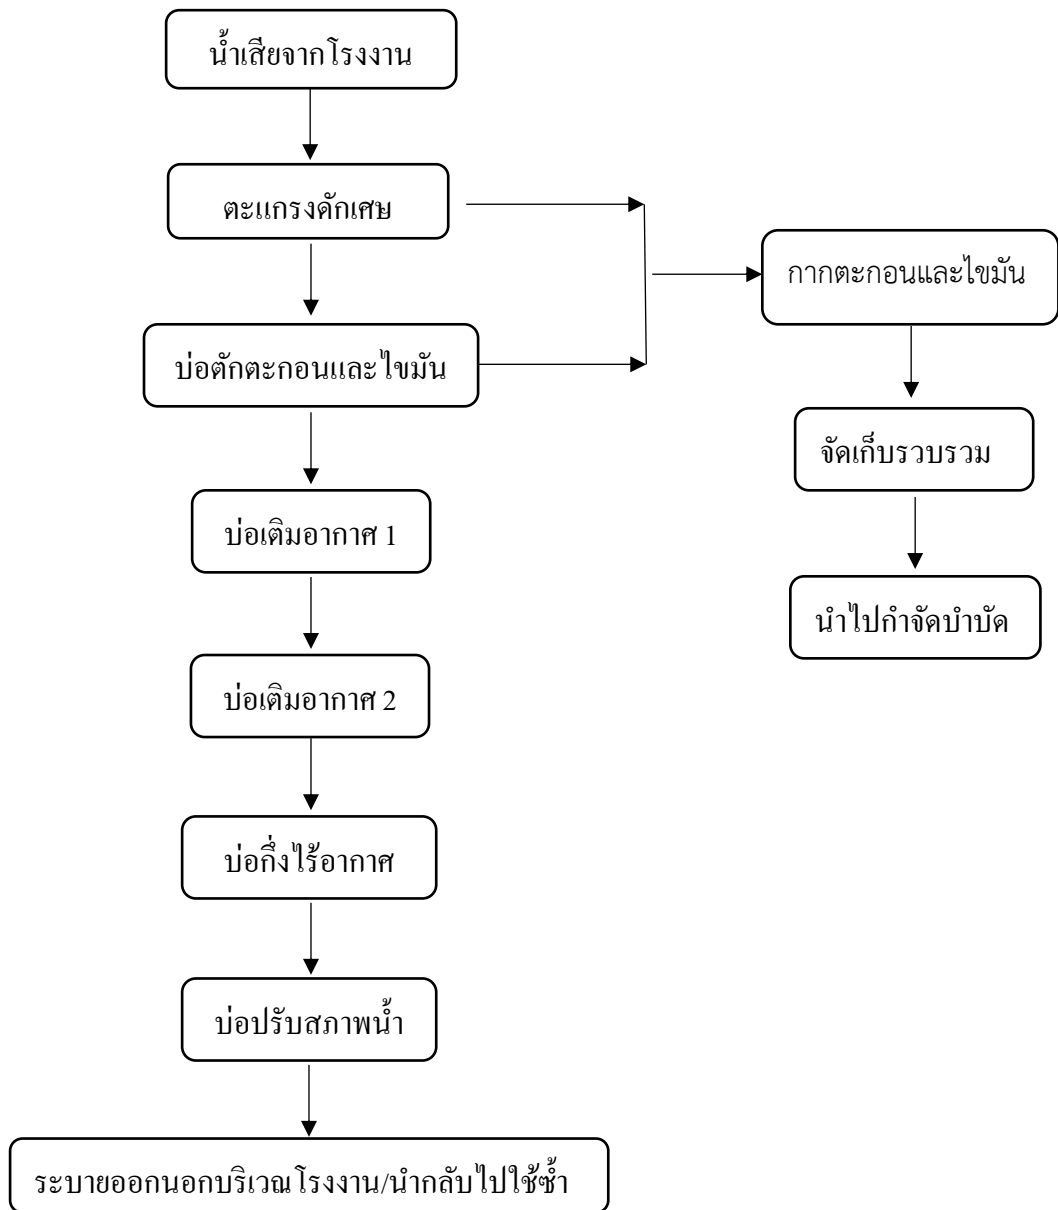 น้ำเสียจากโรงงาน
ตะแกรงดักเศษ
บ่อตักตะกอนและไขมัน
บ่อเติมอากาศ 1
บ่อเติมอากาศ 2
บ่อกึ่งไร้อากาศ
บ่อปรับสภาพน้ำ
ระบายออกนอกบริเวณโรงงาน/นำกลับไปใช้ซ้ำ
กากตะกอนและไขมัน
จัดเก็บรวบรวม
นำไปกำจัดบำบัด